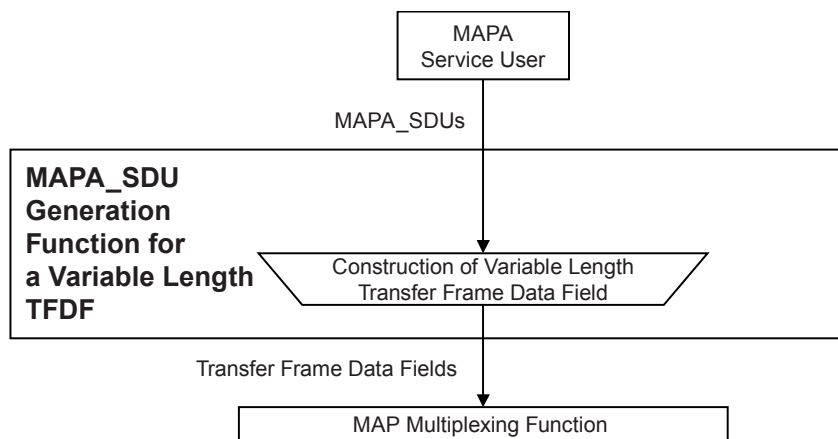 MAPA
Service User
MAPA_SDUs
MAPA_SDU
Generation
Function for
a Variable Length
TFDF
Construction of Variable Length
Transfer Frame Data Field
Transfer Frame Data Fields
MAP Multiplexing Function